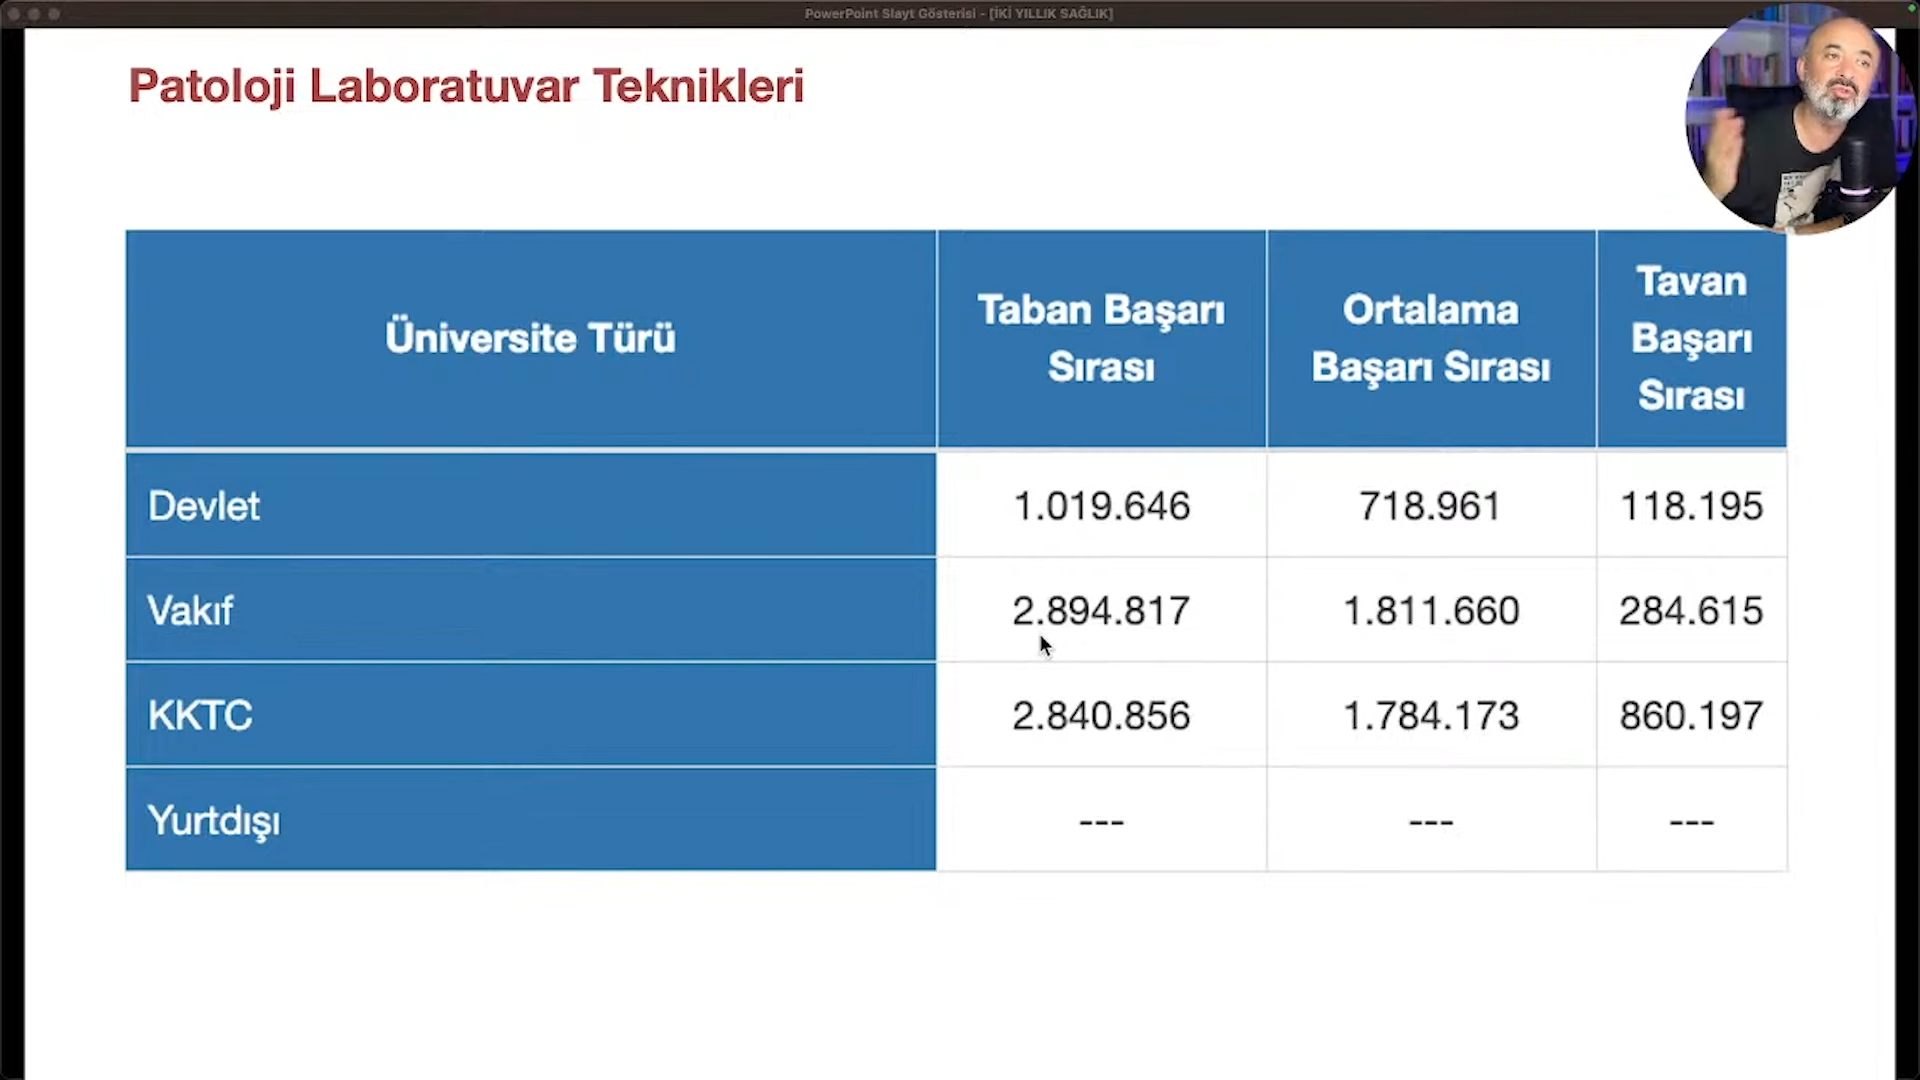 PowerPoint Slayt Gösterisi - [İKİ YILLIK SAĞLIK]
Patoloji Laboratuvar Teknikleri
Üniversite Türü
Taban Başarı
Sırası
Ortalama
Başarı Sırası
Tavan
Başarı
Sırası
Devlet
1.019.646
718.961
118.195
Vakıf
2.894.817
1.811.660
284.615
KKTC
2.840.856
1.784.173
860.197
Yurtdışı
---
---
---